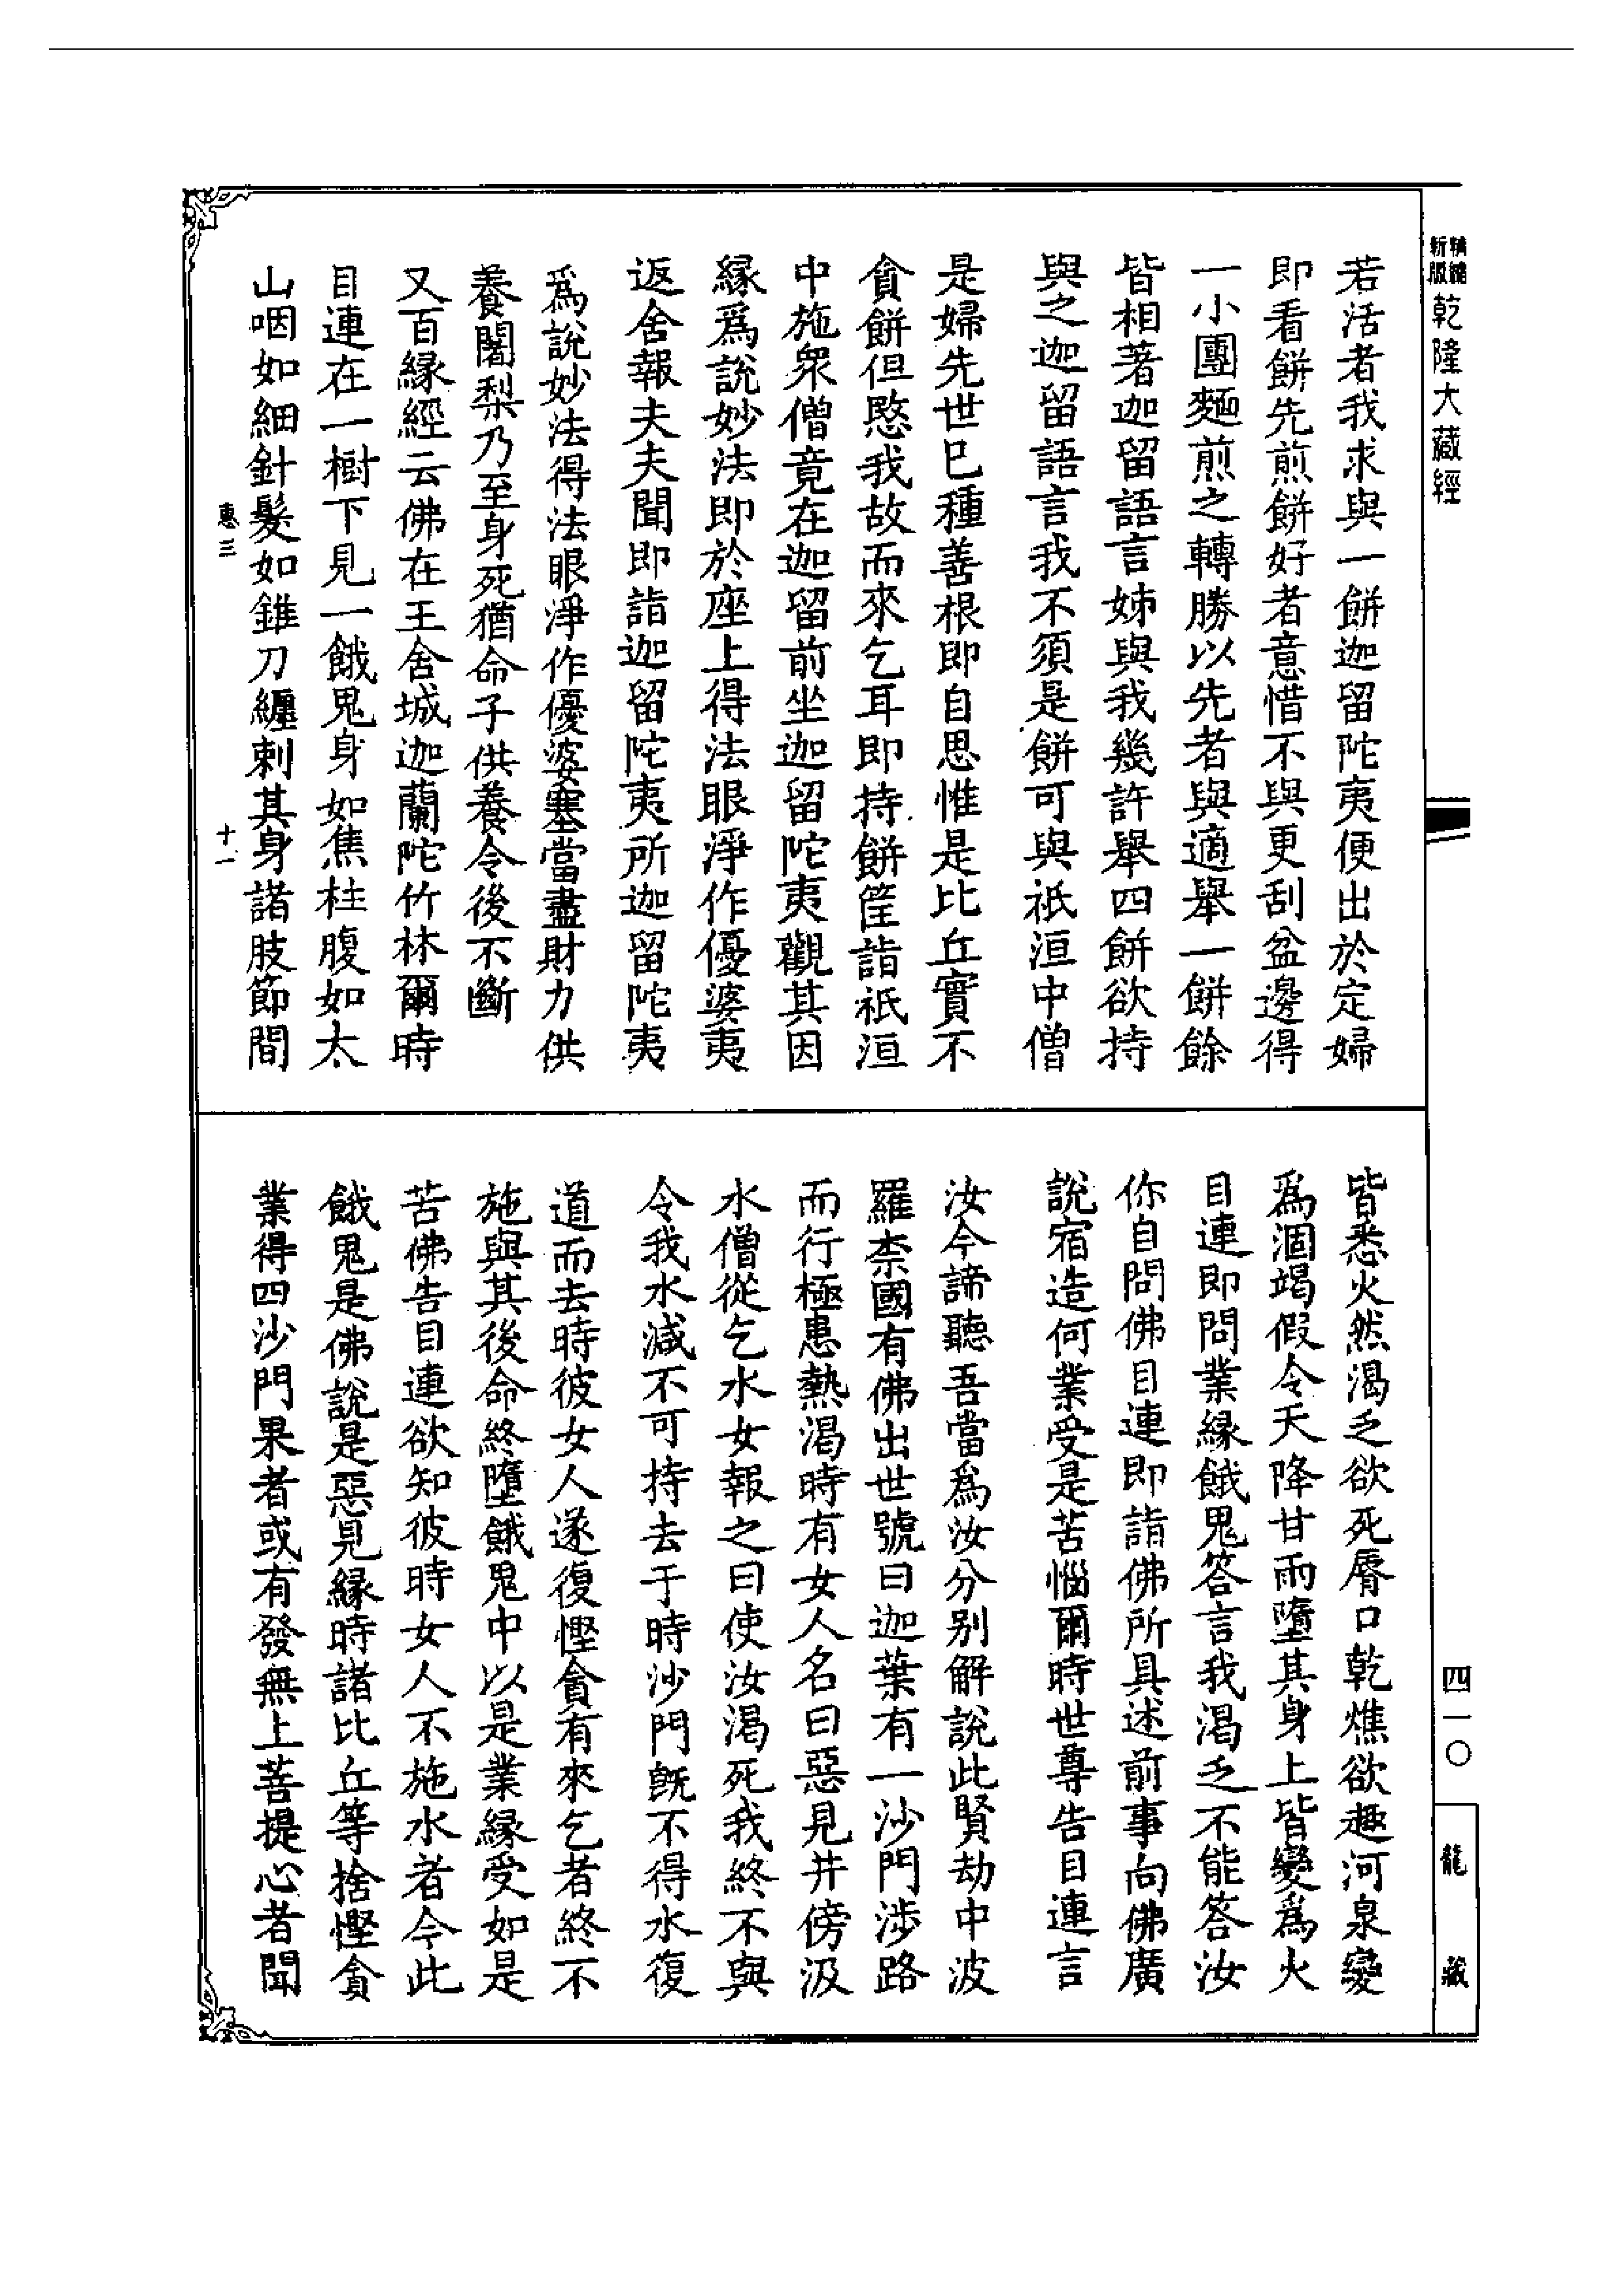 精縮
新版
乾隆大藏經
若活者我求與一餅迦留陀夷便出於定婦
即看餅先煎餅好者意惜不與更刮盆邊得
一小團麵煎之轉勝以先者與適舉一餅餘
皆相著迦留語言姊與我幾許舉四餅欲持
與之迦留語言我不須是餅可與祇洹中僧
是婦先世已種善根即自思惟是比丘實不
貪餅但愍我故而來乞耳即持餅筐詣祇洹
中施眾僧竟在迦留前坐迦留陀夷觀其因
緣爲說妙法即於座上得法眼淨作優婆夷
返舍報夫夫聞即詣迦留陀夷所迦留陀夷
爲說妙法得法眼淨作優婆塞當盡財力供
養闍梨乃至身死猶命子供養令後不斷
又百緣經云佛在王舍城迦蘭陀竹林爾時
目連在一樹下見一餓鬼身如焦柱腹如太
山咽如細針髮如錐刀纏刺其身諸肢節間
惠三
十一
皆悉火然渴乏欲死脣口乾燋欲趣河泉變
爲涸竭假令天降甘雨墮其身上皆變爲火
目連即問業緣餓鬼答言我渴乏不能答汝
你自問佛目連即詣佛所具述前事向佛廣
說宿造何業受是苦惱爾時世尊告目連言
汝今諦聽吾當爲汝分別解說此賢劫中波
羅柰國有佛出世號曰迦葉有一沙門涉路
而行極患熱渴時有女人名曰惡見井傍汲
水僧從乞水女報之曰使汝渴死我終不與
令我水減不可持去于時沙門旣不得水復
道而去時彼女人遂復慳貪有來乞者終不
施與其後命終墮餓鬼中以是業緣受如是
苦佛告目連欲知彼時女人不施水者今此
餓鬼是佛說是惡見緣時諸比丘等捨慳貪
業得四沙門果者或有發無上菩提心者聞
四一〇
龍藏